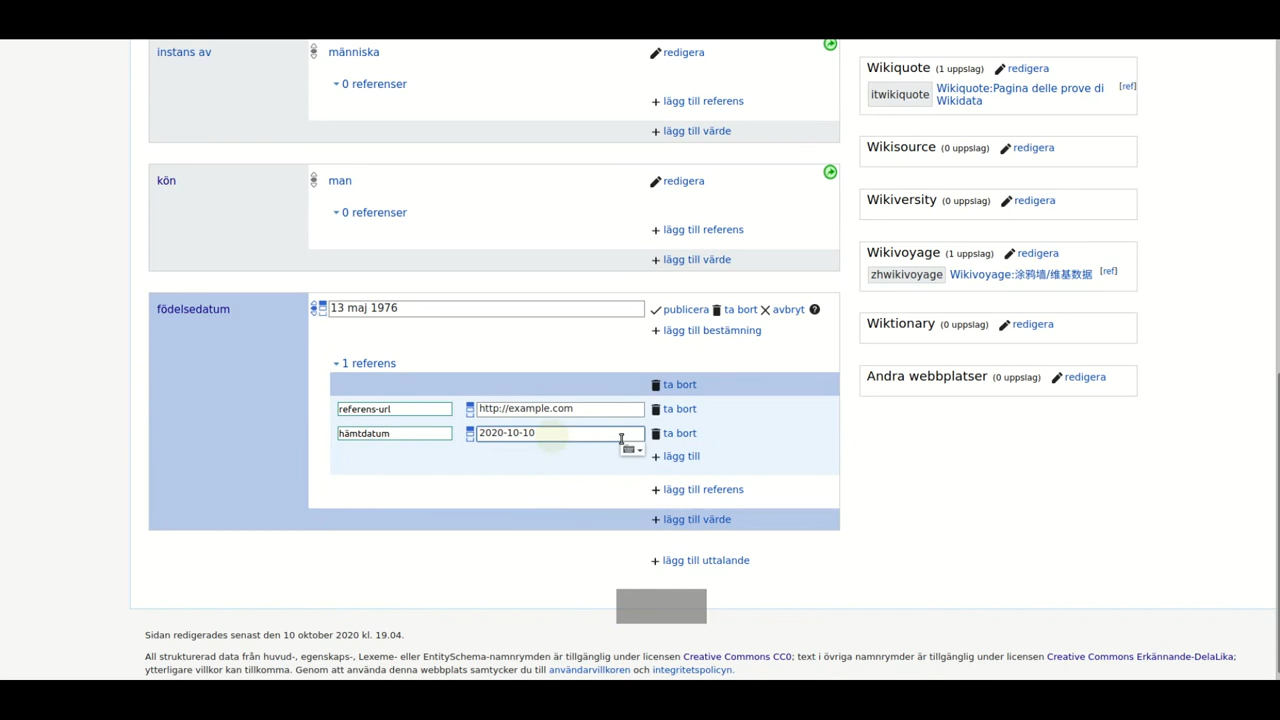 instans av
människa
redigera
0 referenser
+ lägg till referens
+ lägg till värde
kön
man
redigera
0 referenser
+ lägg till referens
+ lägg till värde
födelsedatum
13 maj 1976
publicera ta bort avbryt
+ lägg till bestämning
1 referens
ta bort
referens-url
http://example.com
ta bort
hämtdatum
2020-10-10
ta bort
+ lägg till
+ lägg till referens
+ lägg till värde
+ lägg till uttalande
Wikiquote (1 uppslag) redigera
itwikiquote Wikiquote:Pagina delle prove di [ref]
Wikidata
Wikisource (0 uppslag) redigera
Wikiversity (0 uppslag) redigera
Wikivoyage (1 uppslag) redigera
zhwikivoyage Wikivoyage:涂鸦墙/维基数据 [ref]
Wiktionary (0 uppslag) redigera
Andra webbplatser (0 uppslag) redigera
Sidan redigerades senast den 10 oktober 2020 kl. 19.04.
All strukturerad data från huvud-, egenskaps-, Lexeme- eller EntitySchema-namnrymden är tillgänglig under licensen Creative Commons CC0; text i övriga namnrymder är tillgänglig under licensen Creative Commons Erkännande-DelaLika;
ytterligare villkor kan tillkomma. Genom att använda denna webbplats samtycker du till användarvillkoren och integritetspolicyn.